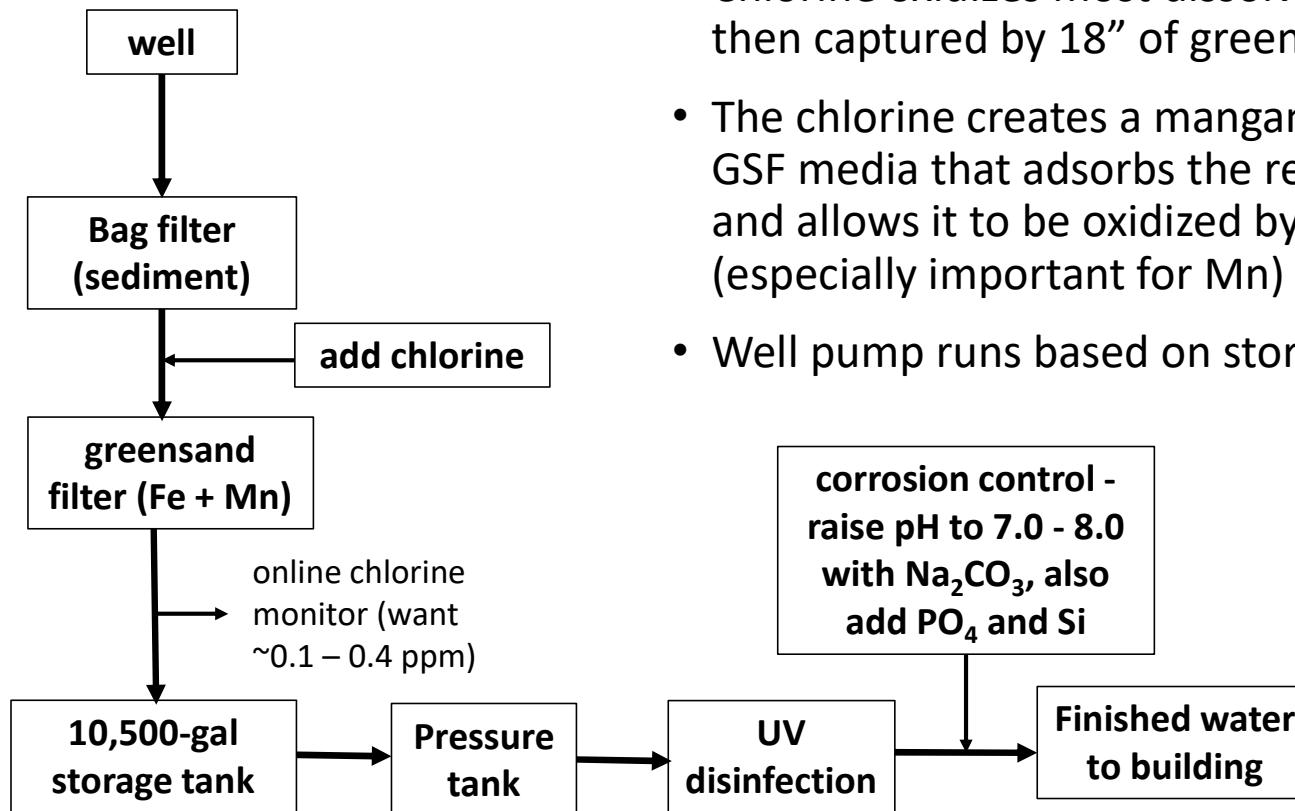 well
Bag filter
(sediment)
add chlorine
greensand
filter (Fe + Mn)
online chlorine
monitor (want
~0.1 – 0.4 ppm)
10,500-gal
storage tank
Pressure
tank
UV
disinfection
corrosion control -
raise pH to 7.0 - 8.0
with Na₂CO₃, also
add PO₄ and Si
Finished water
to building
then captured by 18” of green
• The chlorine creates a mangan
GSF media that adsorbs the re
and allows it to be oxidized by
(especially important for Mn)
• Well pump runs based on stor